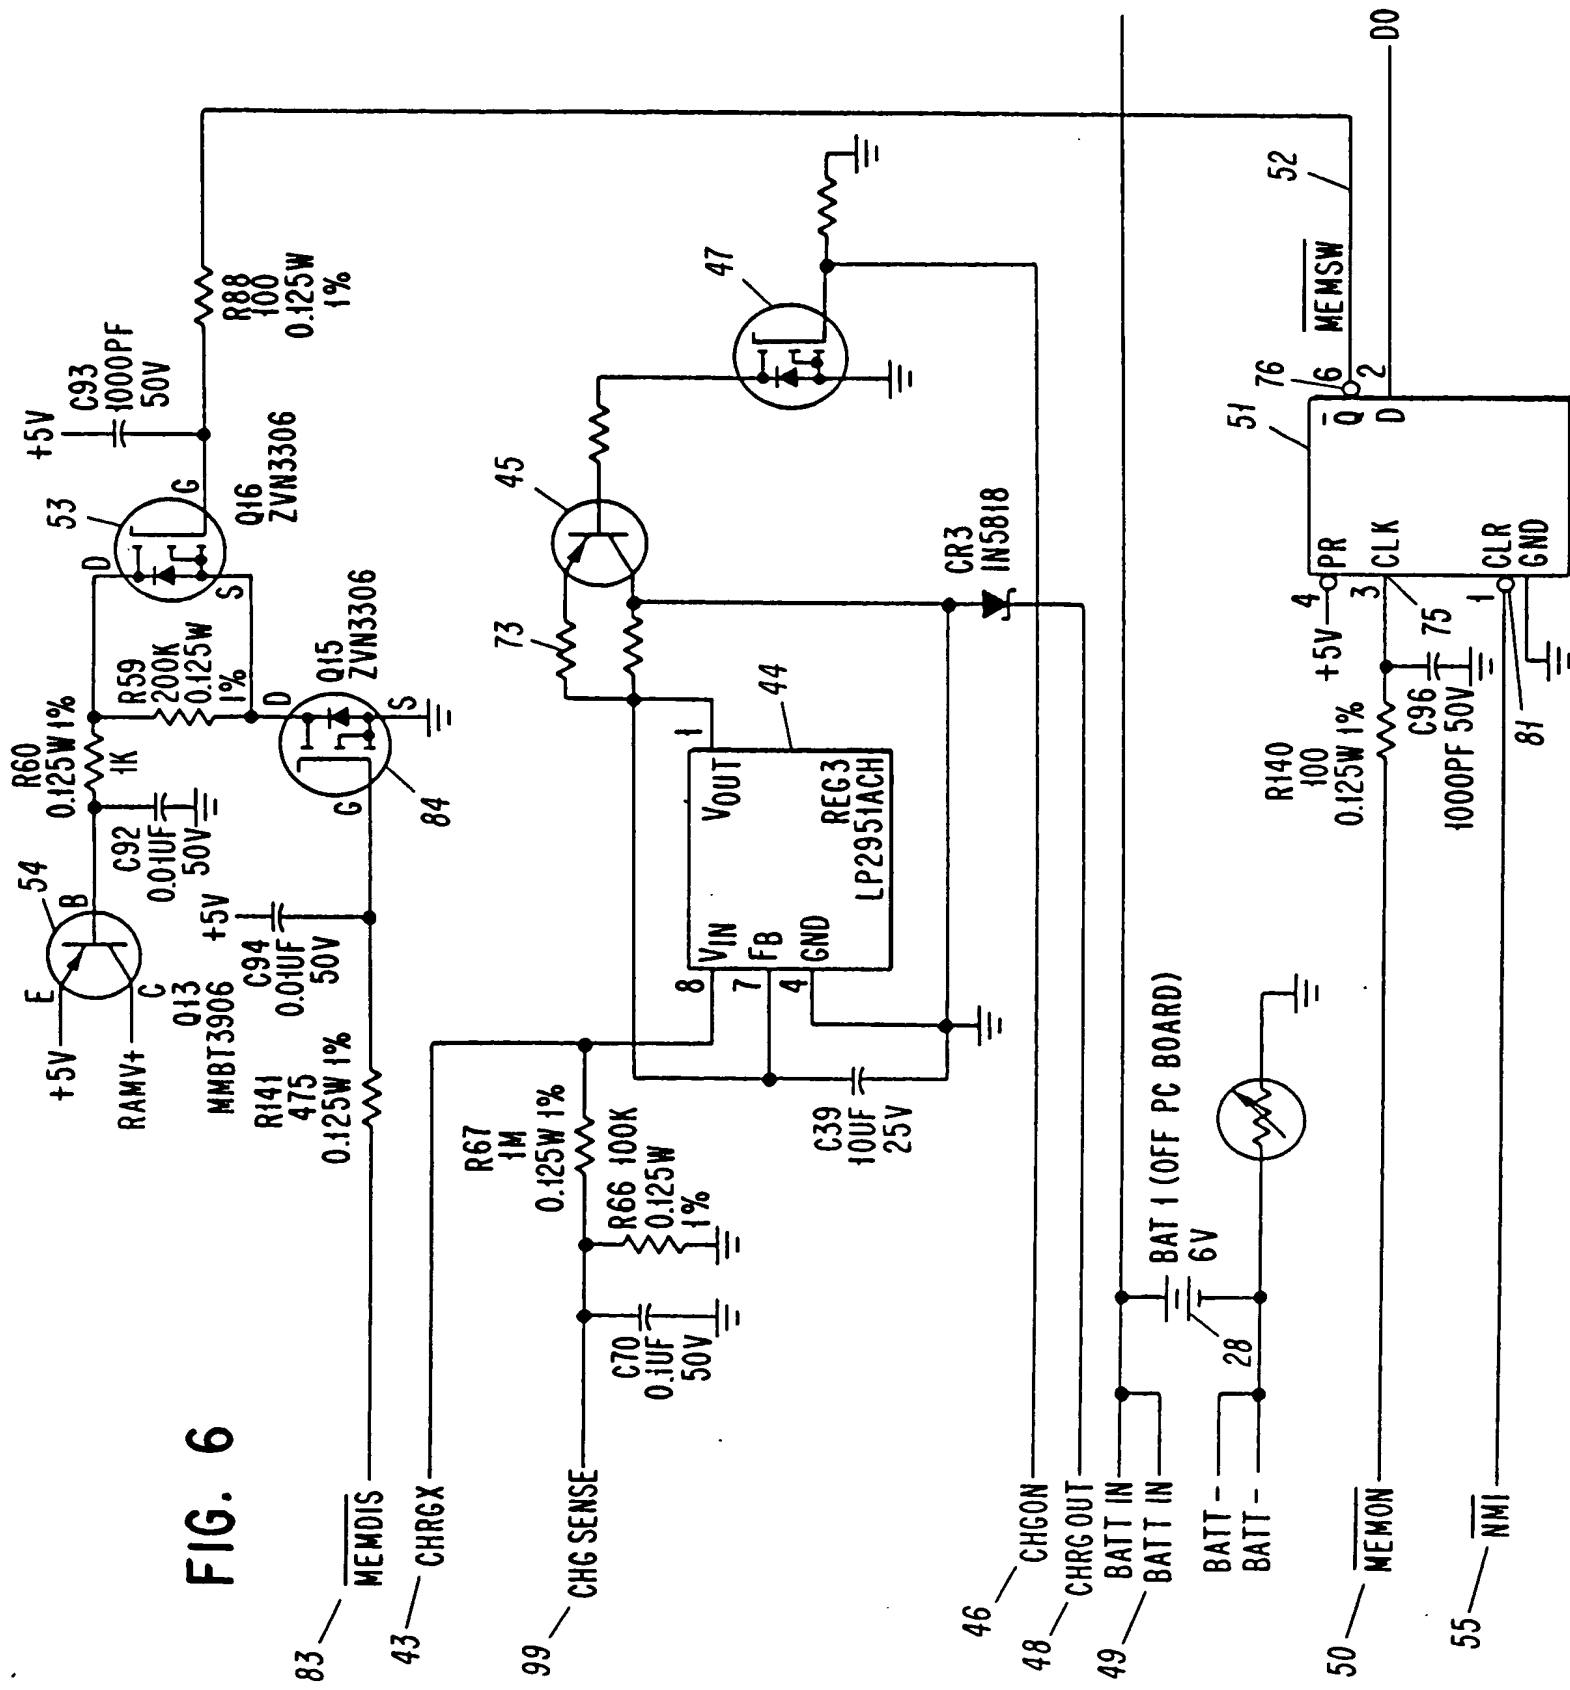 FIG. 6
83
MEMDIS
43
CHRGX
99
CHG SENSE
46
CHGON
48
CHRG OUT
BATT IN
49
BATT IN
BATT -
BATT -
50
MEMON
55
NMI
+5V
E
54
B
RAMV+
C
Q13
MMBT3906
R60
0.125W 1%
1K
C92
0.01UF
50V
R59
200K
0.125W
1%
D
53
G
S
Q16
ZVN3306
+5V
C93
1000PF
50V
R88
100
0.125W
1%
+5V
C94
0.01UF
50V
R141
475
0.125W 1%
D
Q15
ZVN3306
S
G
84
R67
1M
0.125W 1%
R66 100K
0.125W
1%
C70
0.1UF
50V
8
VIN
7
FB
4
GND
VOUT
1
REG 3
LP2951ACH
44
C39
10UF
25V
73
45
47
CR3
IN5818
BAT 1 (OFF PC BOARD)
6V
28
R140
100
0.125W 1%
C96
1000PF 50V
+5V
4
PR
3
CLK
75
1
CLR
GND
81
51
Q
D
76
6
2
MEMSW
52
D0